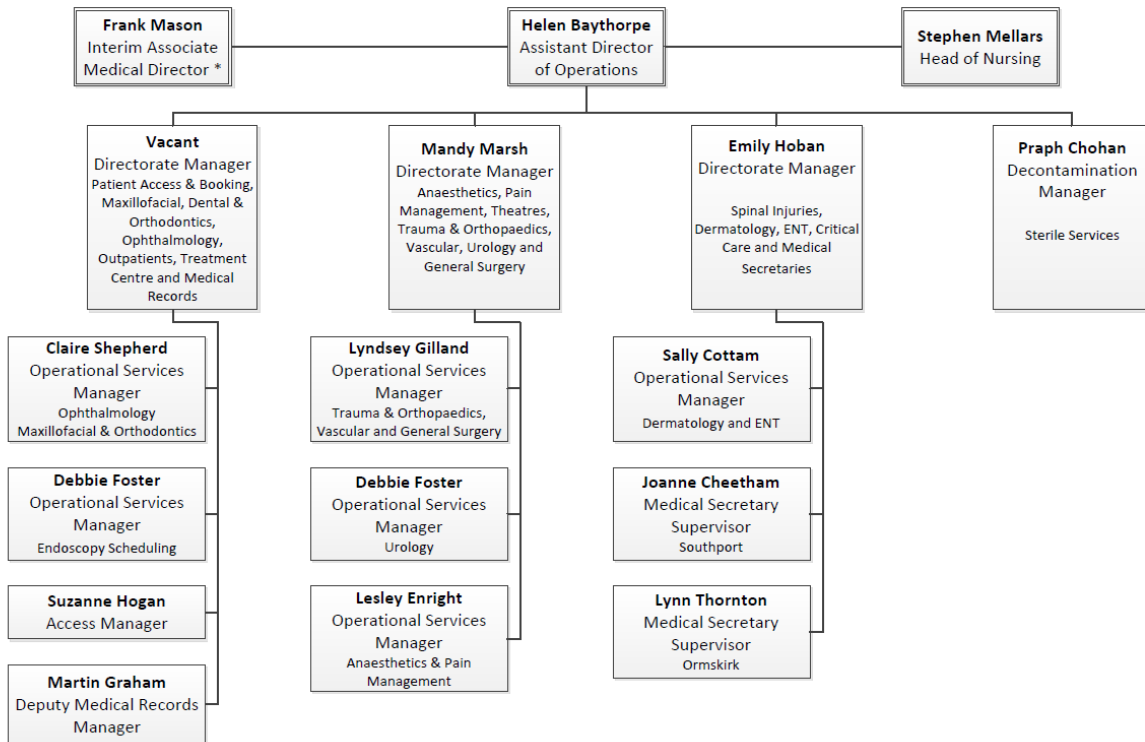 Frank Mason
Interim Associate
Medical Director *
Helen Baythorpe
Assistant Director
of Operations
Stephen Mellars
Head of Nursing
Vacant
Directorate Manager
Patient Access & Booking,
Maxillofacial, Dental &
Orthodontics,
Ophthalmology,
Outpatients, Treatment
Centre and Medical
Records
Mandy Marsh
Directorate Manager
Anaesthetics, Pain
Management, Theatres,
Trauma & Orthopaedics,
Vascular, Urology and
General Surgery
Emily Hoban
Directorate Manager
Spinal Injuries,
Dermatology, ENT, Critical
Care and Medical
Secretaries
Praph Chohan
Decontamination
Manager
Sterile Services
Claire Shepherd
Operational Services
Manager
Ophthalmology
Maxillofacial & Orthodontics
Debbie Foster
Operational Services
Manager
Endoscopy Scheduling
Suzanne Hogan
Access Manager
Martin Graham
Deputy Medical Records
Manager
Lyndsey Gilland
Operational Services
Manager
Trauma & Orthopaedics,
Vascular and General Surgery
Debbie Foster
Operational Services
Manager
Urology
Lesley Enright
Operational Services
Manager
Anaesthetics & Pain
Management
Sally Cottam
Operational Services
Manager
Dermatology and ENT
Joanne Cheetham
Medical Secretary
Supervisor
Southport
Lynn Thornton
Medical Secretary
Supervisor
Ormskirk